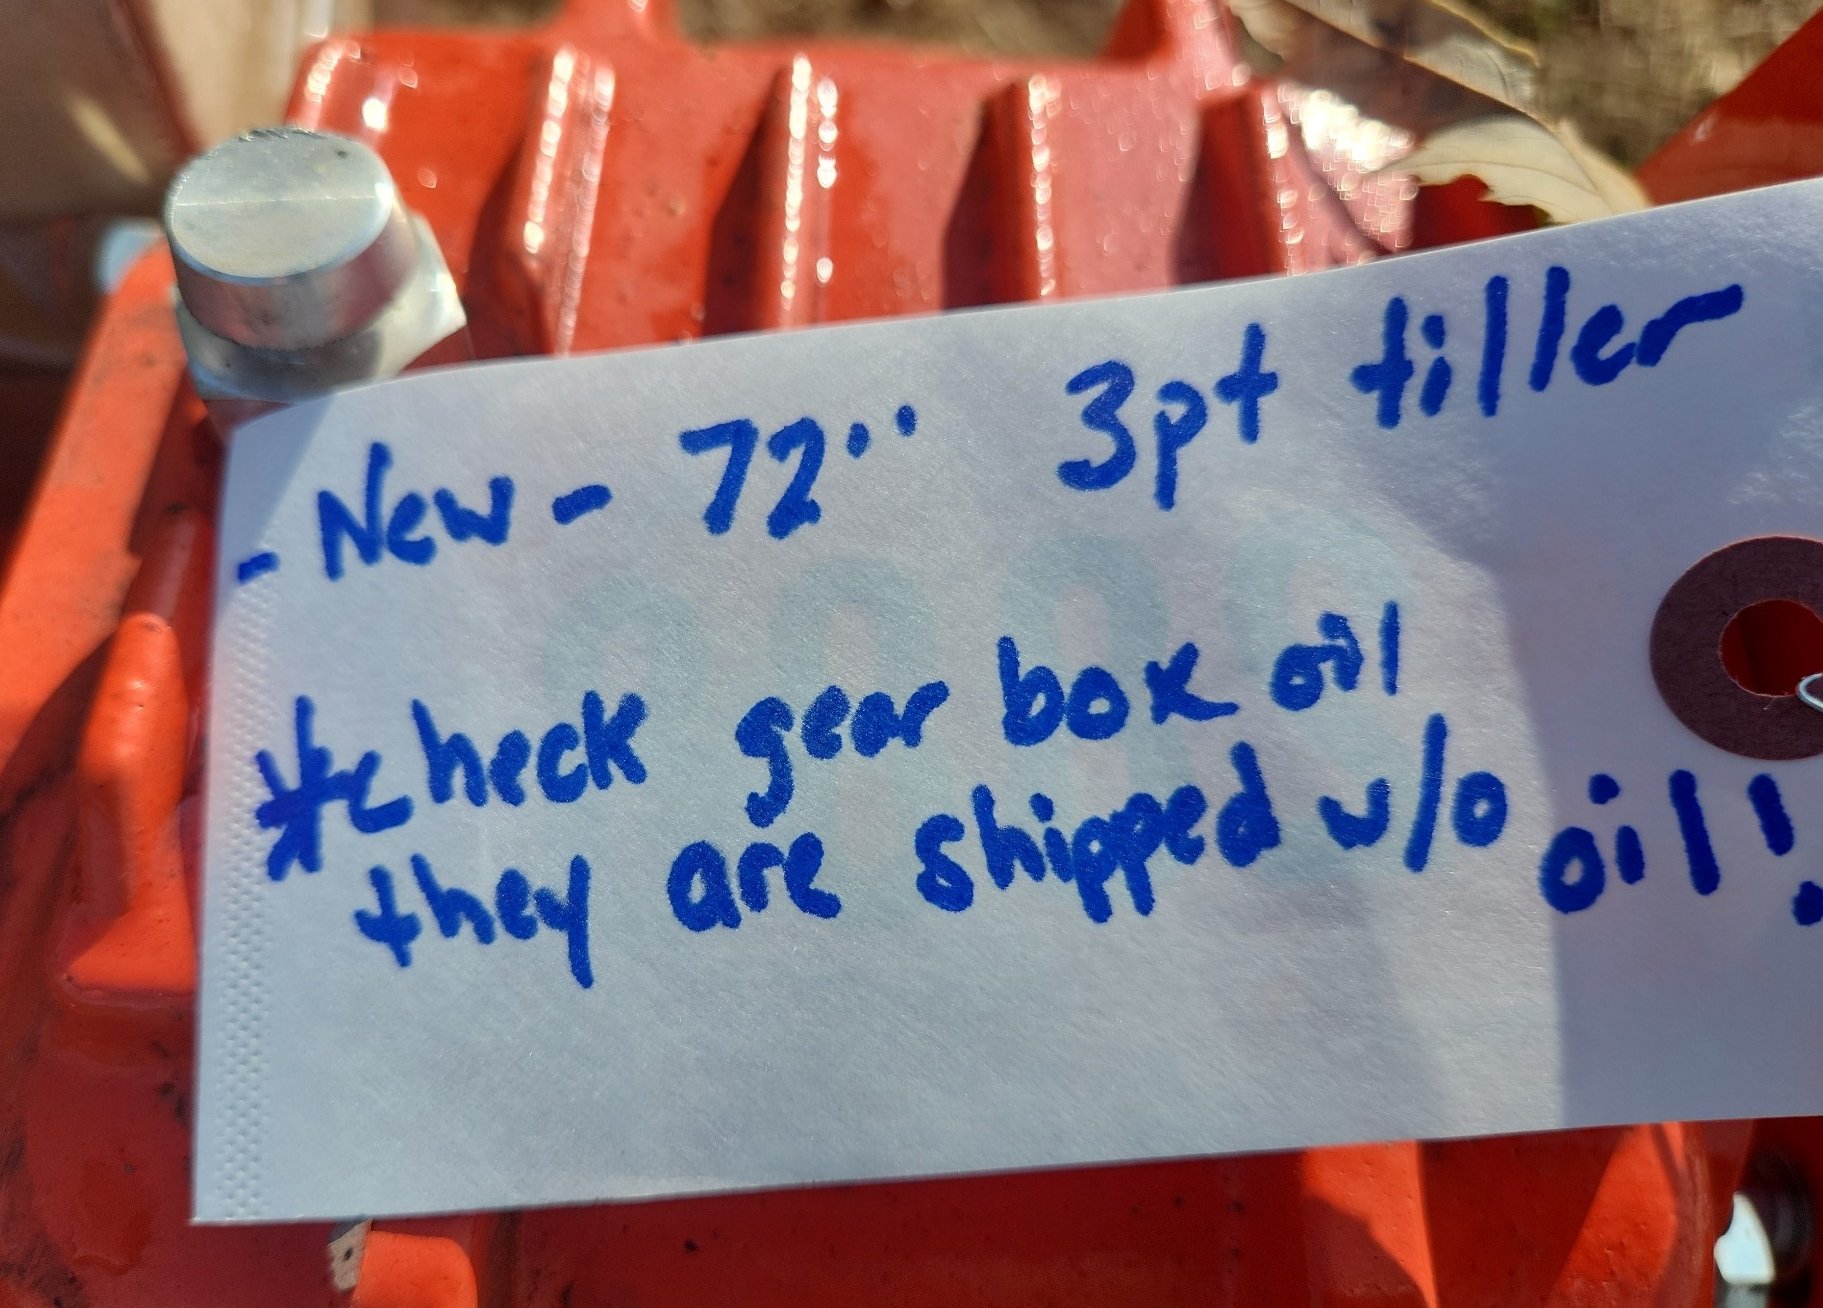 - New - 72" 3pt tiller
*check gear box oil
they are shipped w/o oil!